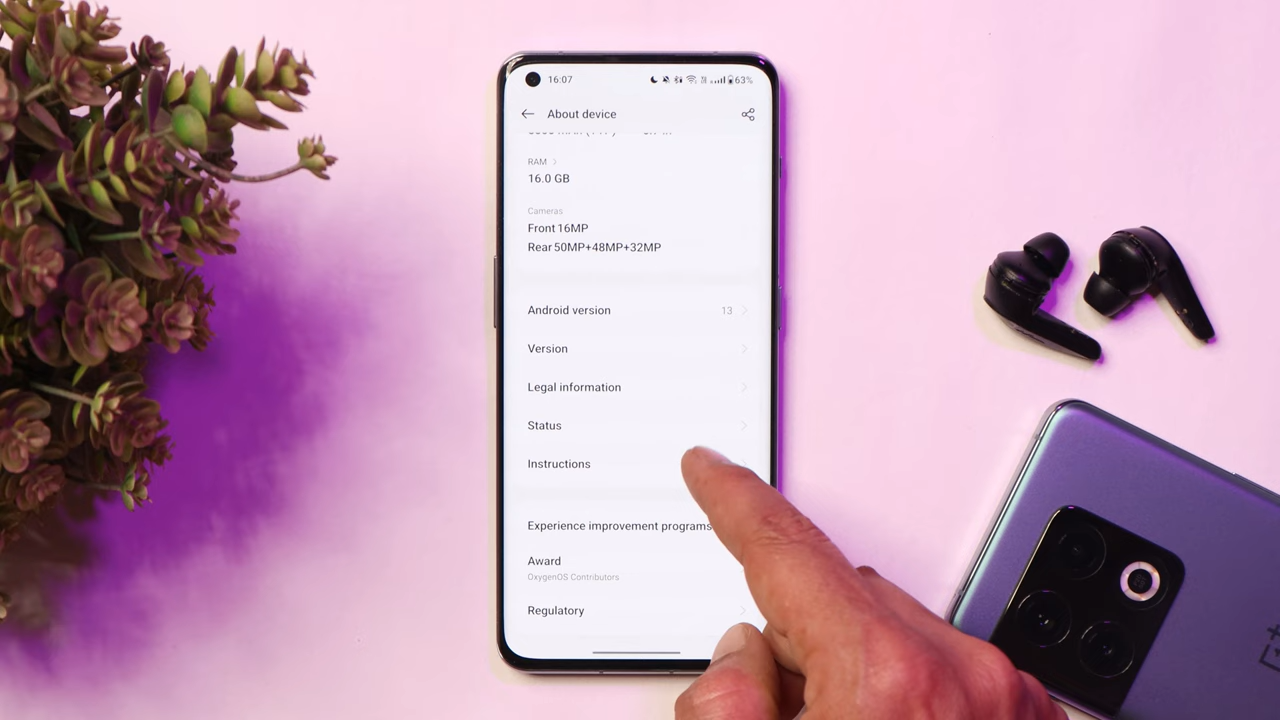 16:07
63%
About device
RAM
16.0 GB
Cameras
Front 16MP
Rear 50MP+48MP+32MP
Android version 13
Version
Legal information
Status
Instructions
Experience improvement programs
Award
OxygenOS Contributors
Regulatory